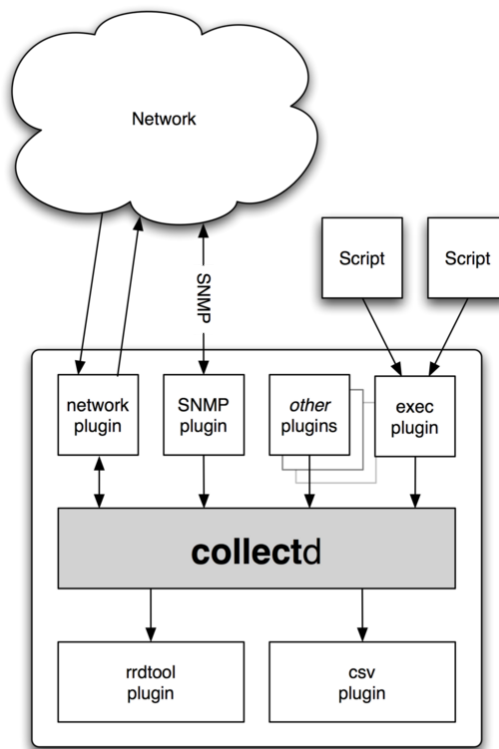 Network
SNMP
Script
Script
network
plugin
SNMP
plugin
other
plugins
exec
plugin
collectd
rrdtool
plugin
csv
plugin